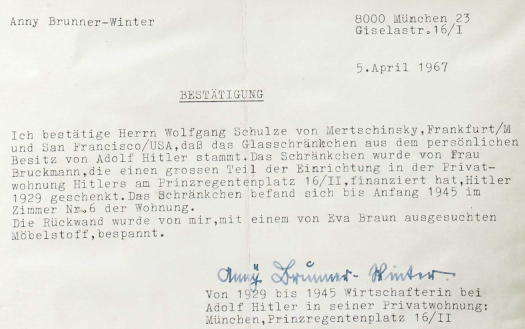 Anny Brunner-Winter
8000 München 23
Giselastr.16/I
5.April 1967
BESTÄTIGUNG
Ich bestätige Herrn Wolfgang Schulze von Mertschinsky,Frankfurt/M
und San Francisco/USA,daß das Glasschränkchen aus dem persönlichen
Besitz von Adolf Hitler stammt.Das Schränkchen wurde von Frau
Bruckmann,die einen grossen Teil der Einrichtung in der Privat-
wohnung Hitlers am Prinzregentenplatz 16/II,finanziert hat,Hitler
1929 geschenkt.Das Schränkchen befand sich bis Anfang 1945 im
Zimmer Nr.6 der Wohnung.
Die Rückwand wurde von mir,mit einem von Eva Braun ausgesuchten
Möbelstoff,bespannt.
Anny Brunner-Winter
Von 1929 bis 1945 Wirtschafterin bei
Adolf Hitler in seiner Privatwohnung:
München,Prinzregentenplatz 16/II